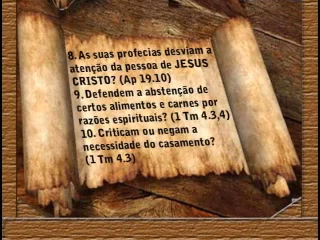 8. As suas profecias desviam a
atenção da pessoa de JESUS
CRISTO? (Ap 19.10)
9. Defendem a abstenção de
certos alimentos e carnes por
razões espirituais? (1 Tm 4.3,4)
10. Criticam ou negam a
necessidade do casamento?
(1 Tm 4.3)